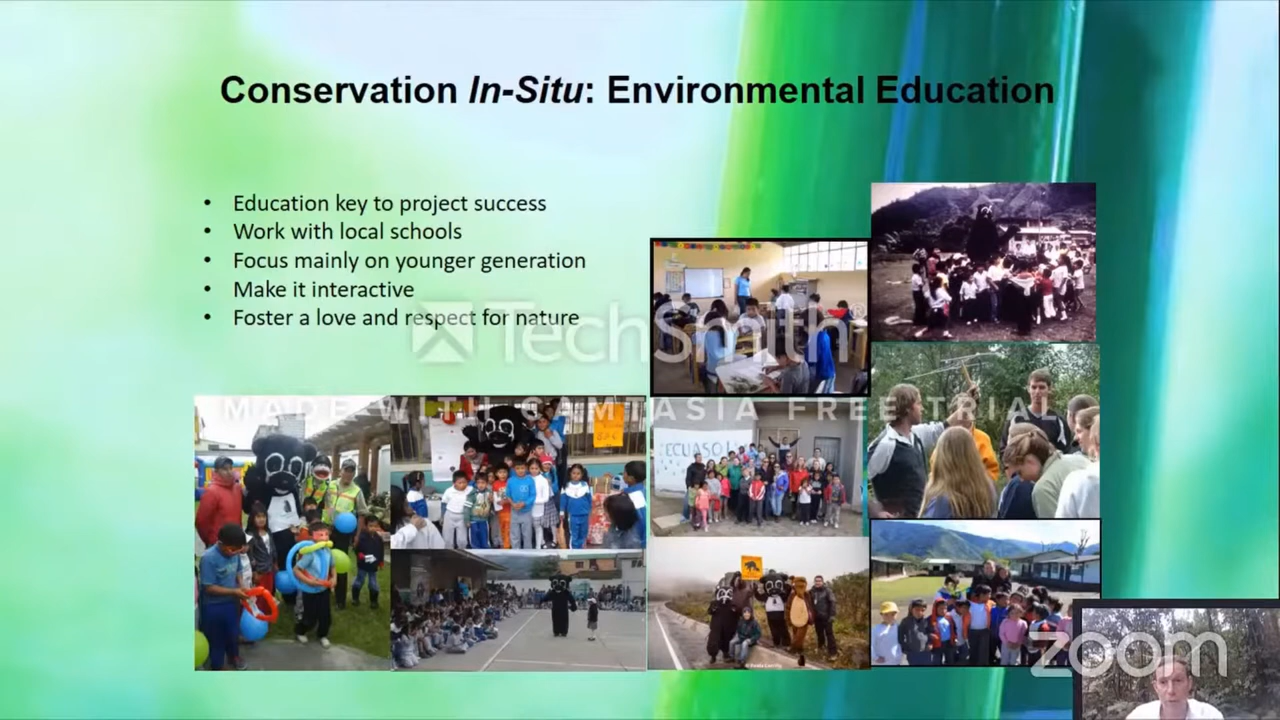 Conservation In-Situ: Environmental Education
• Education key to project success
• Work with local schools
• Focus mainly on younger generation
• Make it interactive
• Foster a love and respect for nature
TechSmith®
MADE WITH CAMTASIA FREE TRIAL
ECUASOL
zoom